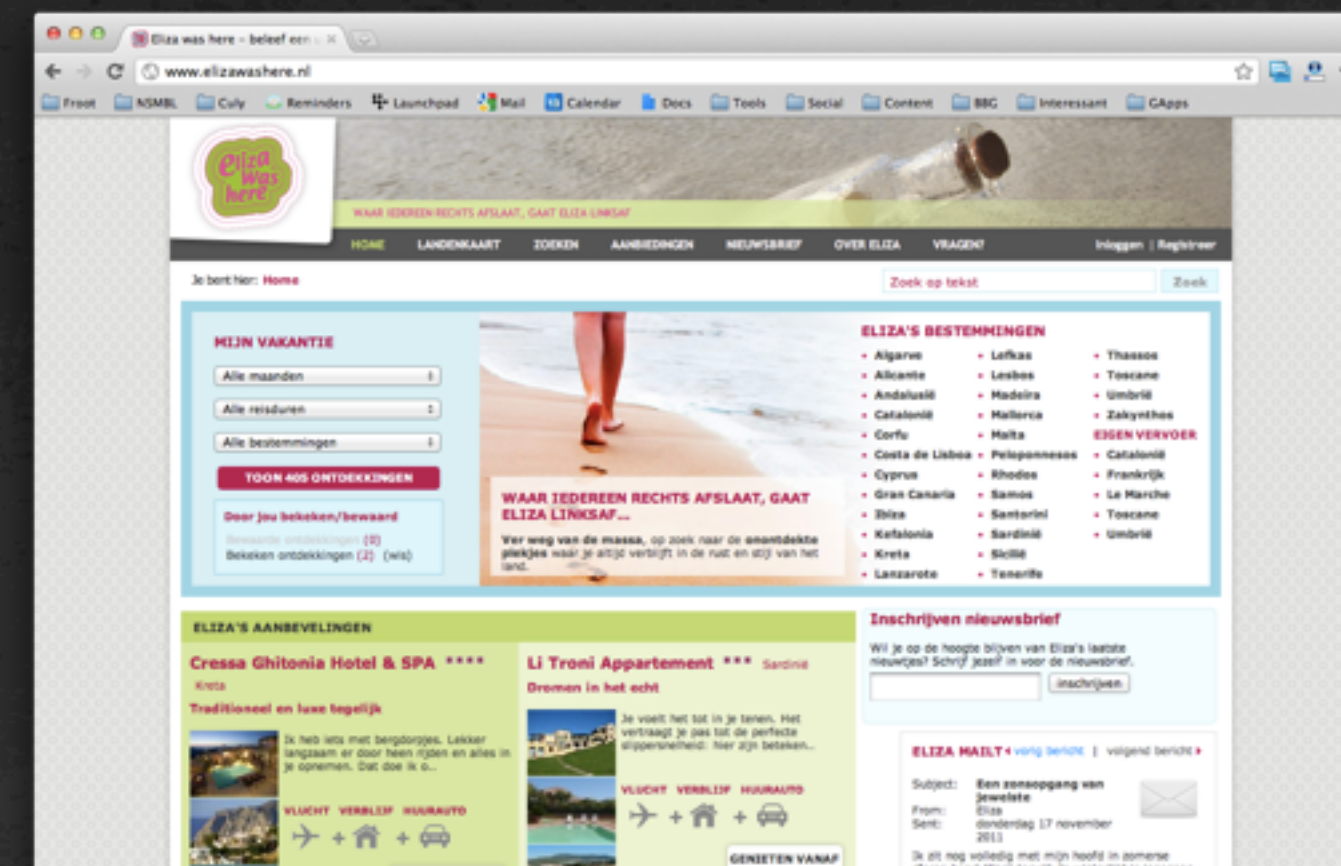 Eliza was here - beleef een
www.elizawashere.nl
Froot NSMBL Culy Reminders Launchpad Mail Calendar Docs Tools Social Content BBG Interessant GApps
eliza
was
here
WAAR IEDEREEN RECHTS AFSLAAT, GAAT ELIZA LINKSAF
HOME LANDENKAART ZOEKEN AANBIEDINGEN NIEUWSBRIEF OVER ELIZA VRAGEN? Inloggen | Registreer
Je bent hier: Home
Zoek op tekst Zoek
MIJN VAKANTIE
Alle maanden
Alle reisduren
Alle bestemmingen
TOON 405 ONTDEKKINGEN
Door jou bekeken/bewaard
Bewaarde ontdekkingen (0)
Bekeken ontdekkingen (2) (wis)
WAAR IEDEREEN RECHTS AFSLAAT, GAAT
ELIZA LINKSAF...
Ver weg van de massa, op zoek naar de onontdekte
plekjes waar je altijd verblijft in de rust en stijl van het
land.
ELIZA'S BESTEMMINGEN
Algarve
Alicante
Andalusië
Catalonië
Corfu
Costa de Lisboa
Cyprus
Gran Canaria
Ibiza
Kefalonia
Kreta
Lanzarote
Lefkas
Lesbos
Madeira
Mallorca
Malta
Peloponnesos
Rhodos
Samos
Santorini
Sardinië
Sicilië
Tenerife
Thassos
Toscane
Umbrië
Zakynthos
EIGEN VERVOER
Catalonië
Frankrijk
Le Marche
Toscane
Umbrië
ELIZA'S AANBEVELINGEN
Cressa Ghitonia Hotel & SPA ****
Kreta
Traditioneel en luxe tegelijk
Ik heb iets met bergdorpjes. Lekker
langzaam er door heen rijden en alles in
je opnemen. Dat doe ik o...
VLUCHT VERBLIJF HUURAUTO
+ +
Li Troni Appartement *** Sardinië
Dromen in het echt
Je voelt het tot in je tenen. Het
vertraagt je pas tot de perfecte
slippersnelheid: hier zijn beteken...
VLUCHT VERBLIJF HUURAUTO
+ +
GENIETEN VANAF
Inschrijven nieuwsbrief
Wil je op de hoogte blijven van Eliza's laatste
nieuwtjes? Schrijf jezelf in voor de nieuwsbrief.
inschrijven
ELIZA MAILT vorig bericht | volgend bericht
Subject: Een zonsopgang van
jewelste
From: Eliza
Sent: donderdag 17 november
2011
Ik zit nog volledig met mijn hoofd in zomerse